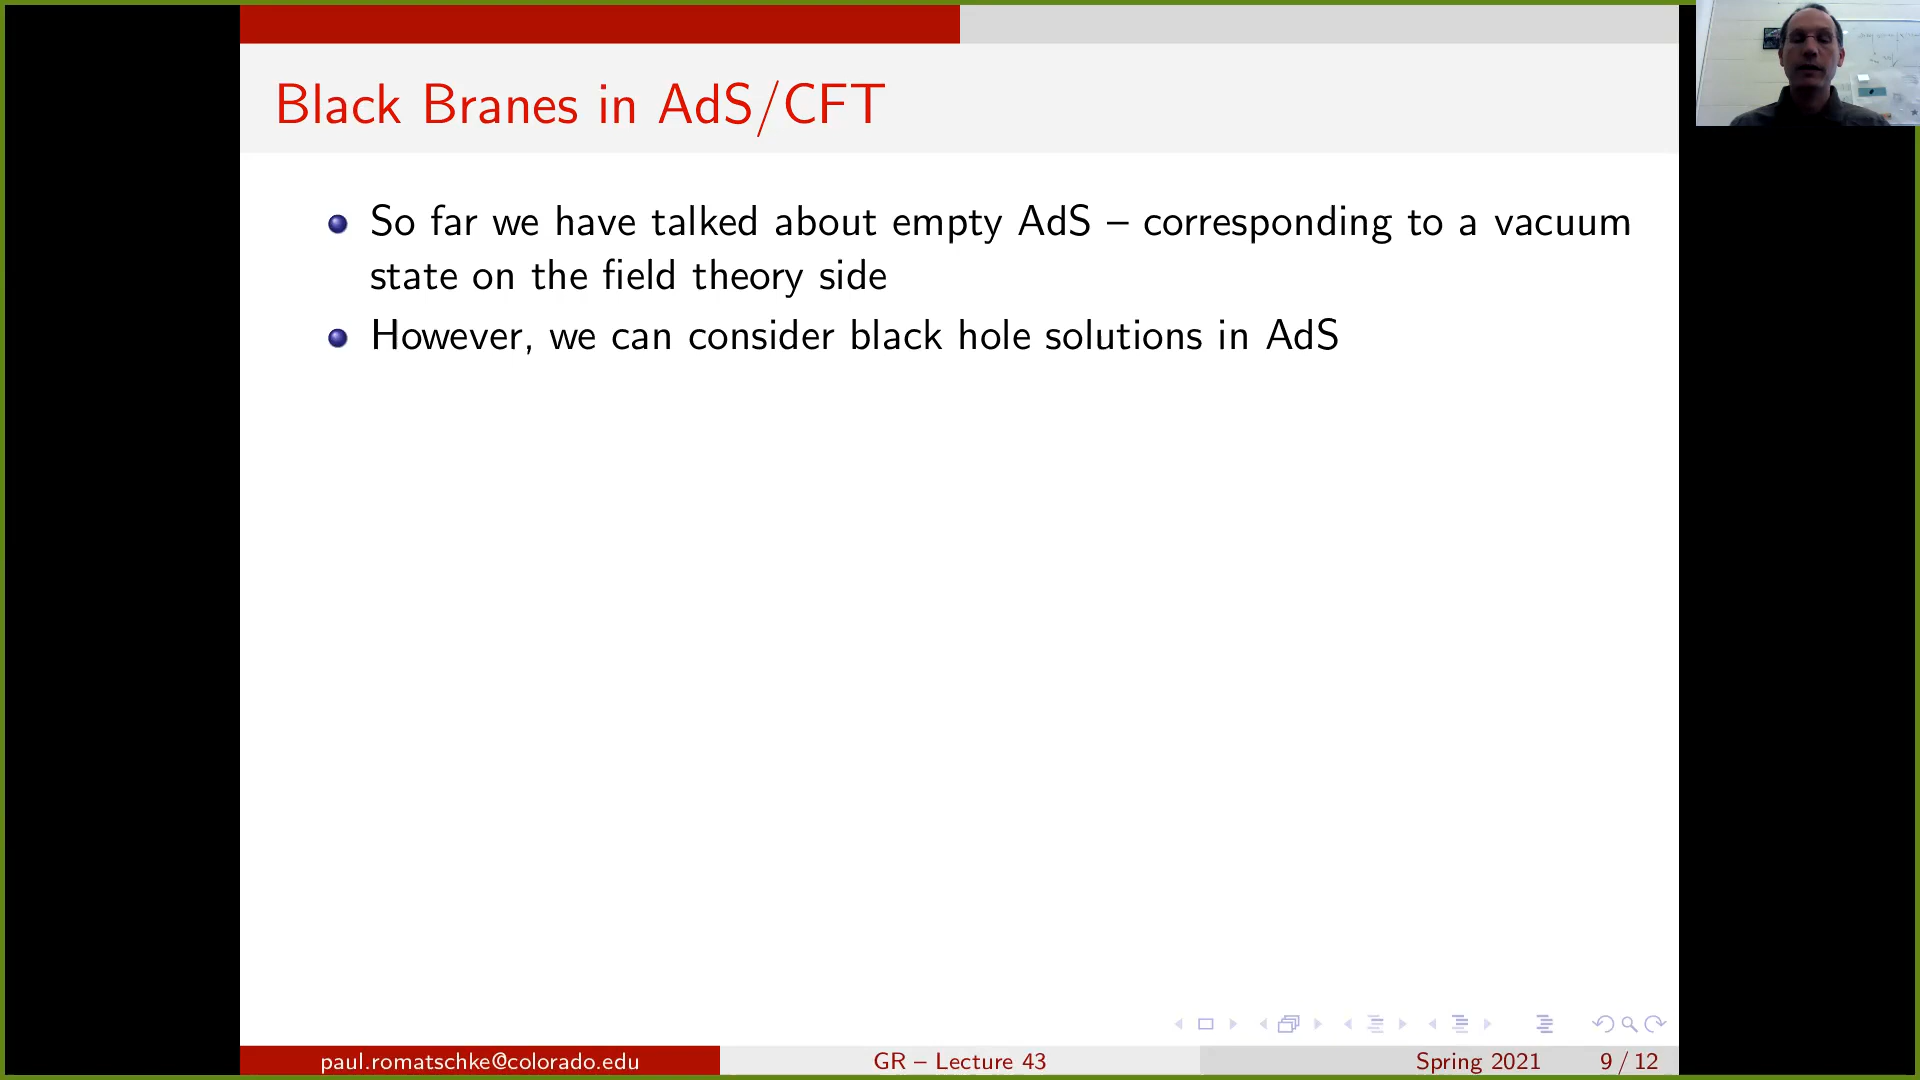 Black Branes in AdS/CFT
So far we have talked about empty AdS – corresponding to a vacuum
state on the field theory side
However, we can consider black hole solutions in AdS
paul.romatschke@colorado.edu
GR – Lecture 43
Spring 2021
9 / 12